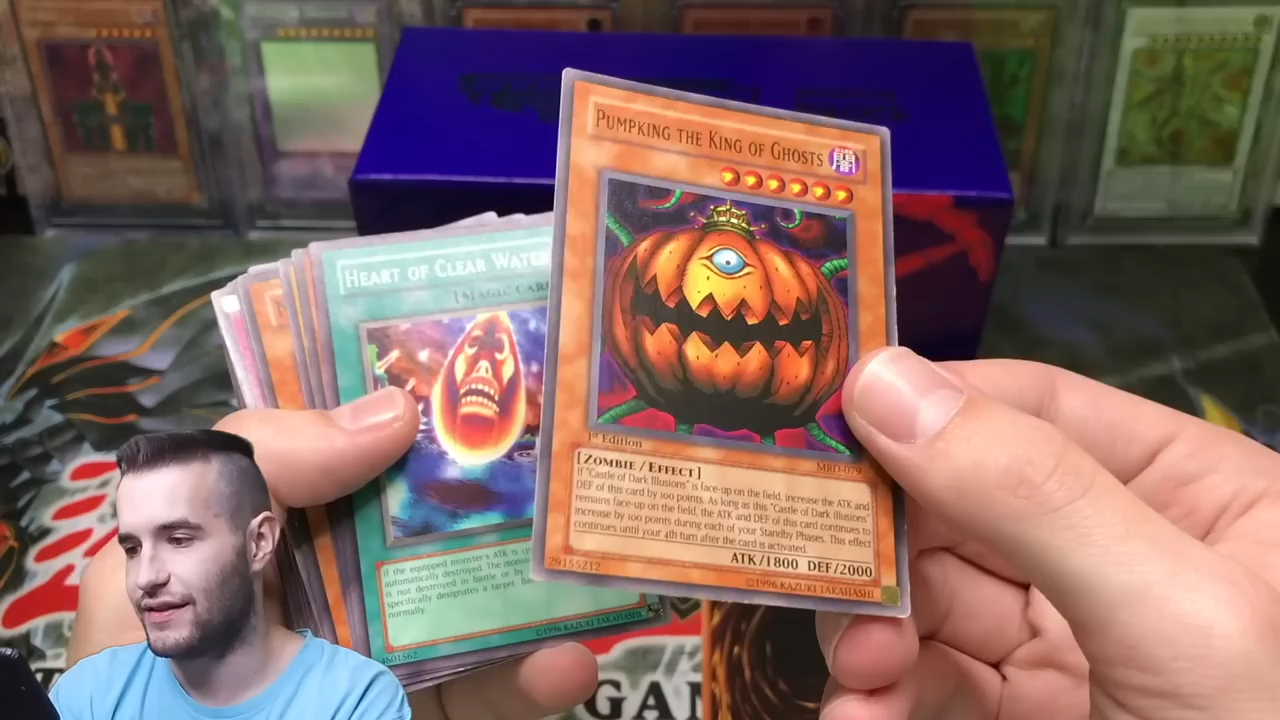 PUMPKING THE KING OF GHOSTS
闇
1ST Edition
MRD-079
[ZOMBIE / EFFECT]
If "Castle of Dark Illusions" is face-up on the field, increase the ATK and
DEF of this card by 100 points. As long as this "Castle of Dark Illusions"
remains face-up on the field, the ATK and DEF of this card continues to
increase by 100 points during each of your Standby Phases. This effect
continues until your 4th turn after the card is activated.
ATK/1800 DEF/2000
29155212
©1996 KAZUKI TAKAHASHI
HEART OF CLEAR WATER
[MAGIC CAR
If the equipped monster's ATK is
automatically destroyed. The
is not destroyed in battle or by
specifically designates a target.
normally.
©1996 KAZUKI TAKAHASHI
GA